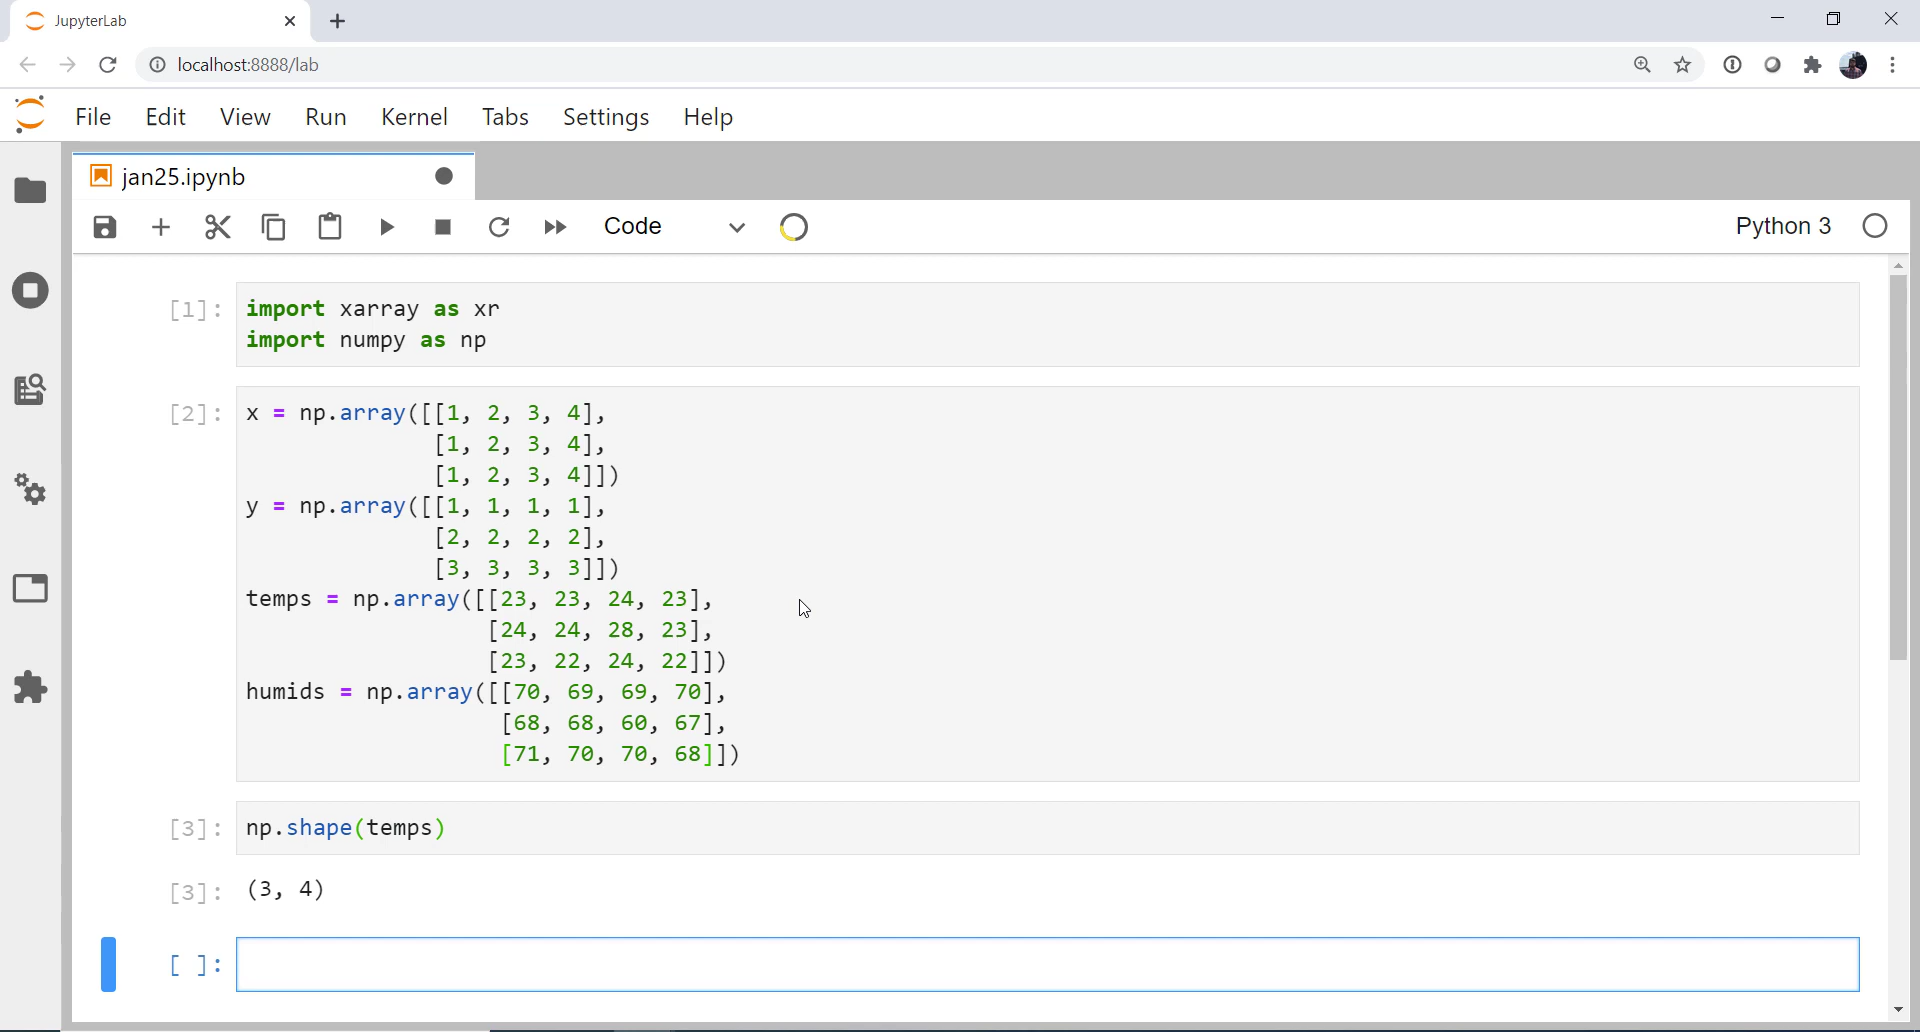 JupyterLab
localhost:8888/lab
File Edit View Run Kernel Tabs Settings Help
jan25.ipynb
Code Python 3
[1]: import xarray as xr
import numpy as np
[2]: x = np.array([[1, 2, 3, 4],
[1, 2, 3, 4],
[1, 2, 3, 4]])
y = np.array([[1, 1, 1, 1],
[2, 2, 2, 2],
[3, 3, 3, 3]])
temps = np.array([[23, 23, 24, 23],
[24, 24, 28, 23],
[23, 22, 24, 22]])
humids = np.array([[70, 69, 69, 70],
[68, 68, 60, 67],
[71, 70, 70, 68]])
[3]: np.shape(temps)
[3]: (3, 4)
[ ]: